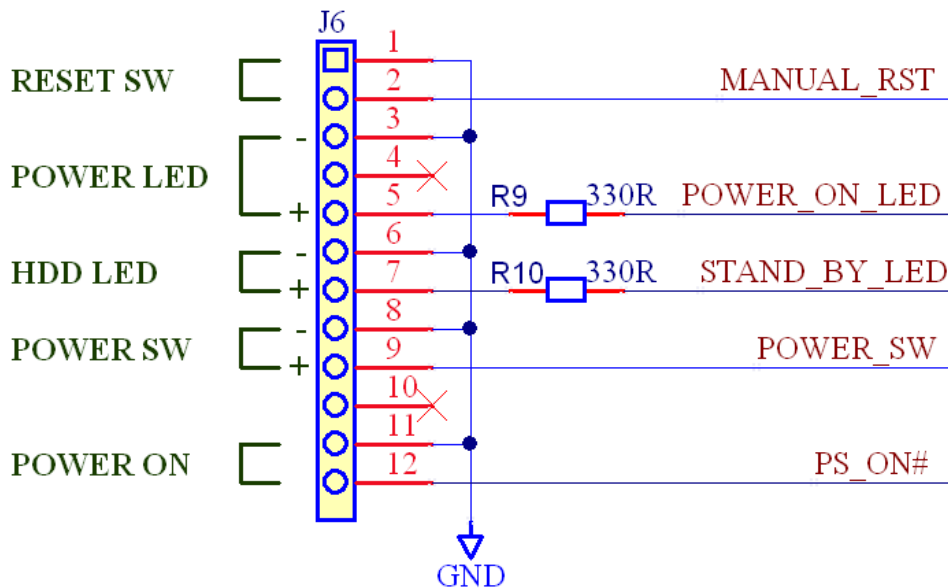 J6
1
RESET SW
2
MANUAL_RST
3
-
POWER LED
4
+
5
R9
330R
POWER_ON_LED
6
-
HDD LED
7
+
R10
330R
STAND_BY_LED
8
-
POWER SW
9
+
POWER_SW
10
11
POWER ON
12
PS_ON#
GND